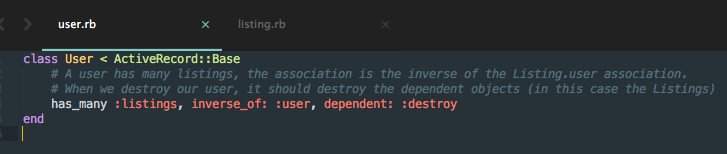 user.rb × listing.rb ×
class User < ActiveRecord::Base
# A user has many listings, the association is the inverse of the Listing.user association.
# When we destroy our user, it should destroy the dependent objects (in this case the Listings)
has_many :listings, inverse_of: :user, dependent: :destroy
end